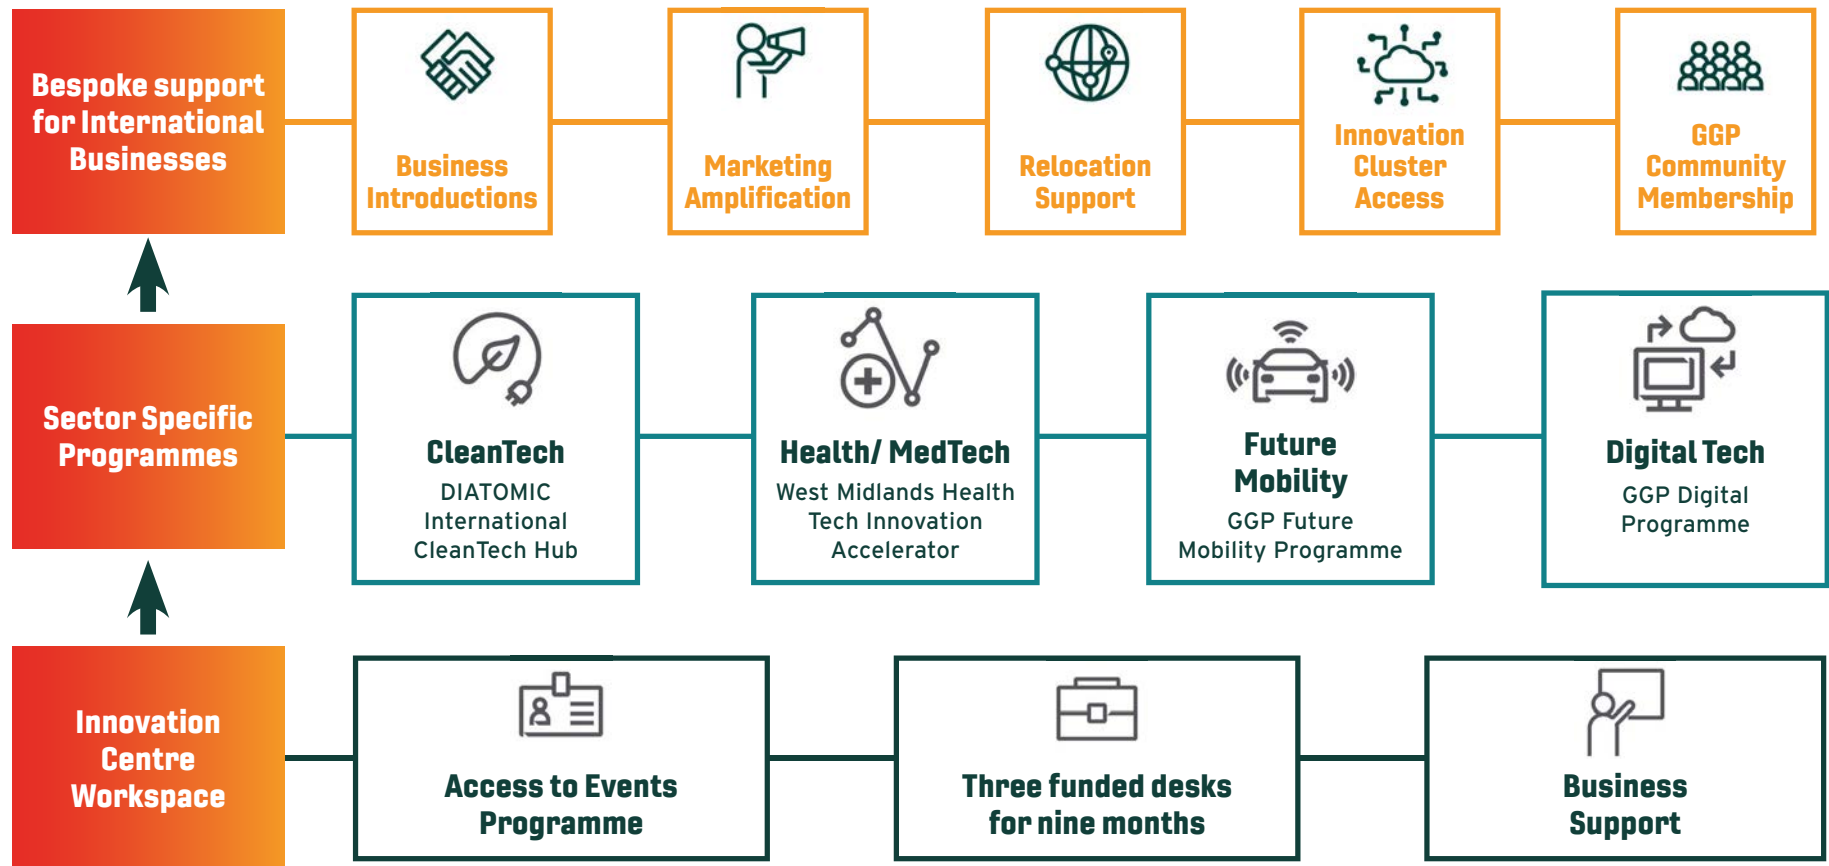 Bespoke support
for International
Businesses
Business
Introductions
Marketing
Amplification
Relocation
Support
Innovation
Cluster
Access
GGP
Community
Membership
Sector Specific
Programmes
CleanTech
DIATOMIC
International
CleanTech Hub
Health/ MedTech
West Midlands Health
Tech Innovation
Accelerator
Future
Mobility
GGP Future
Mobility Programme
Digital Tech
GGP Digital
Programme
Innovation
Centre
Workspace
Access to Events
Programme
Three funded desks
for nine months
Business
Support